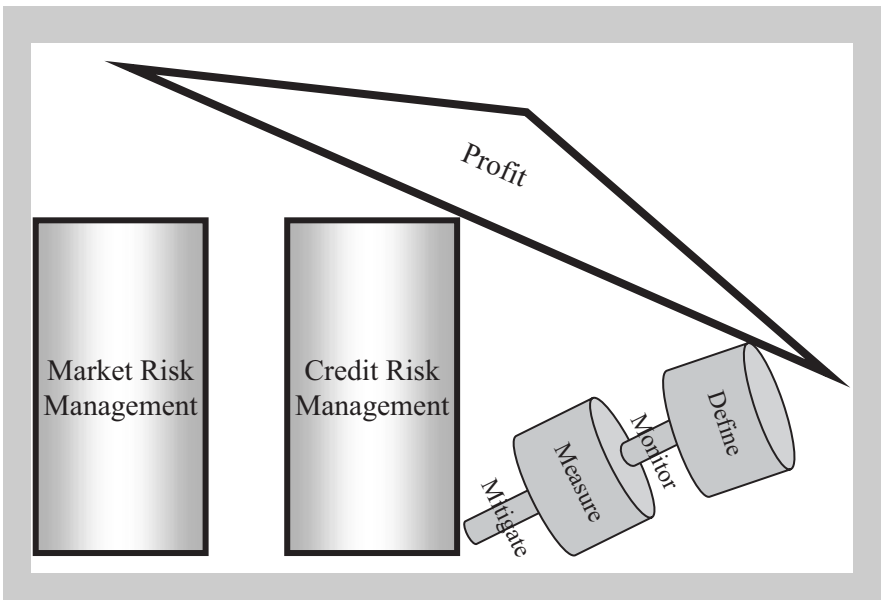 Profit
Market Risk
Management
Credit Risk
Management
Define
Monitor
Measure
Mitigate